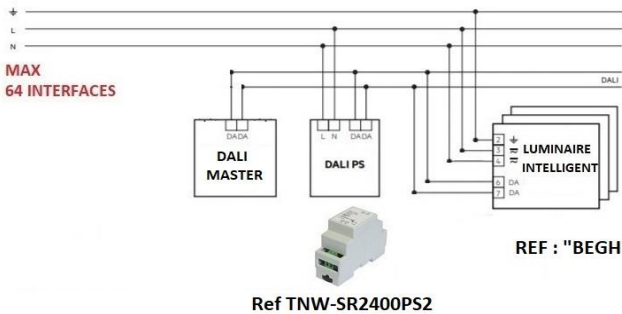 L
N
MAX
64 INTERFACES
DALI
DA DA
DALI
MASTER
L N DA DA
DALI PS
2
3
4
LUMINAIRE
INTELLIGENT
6 DA
7 DA
REF : "BEGH
Ref TNW-SR2400PS2